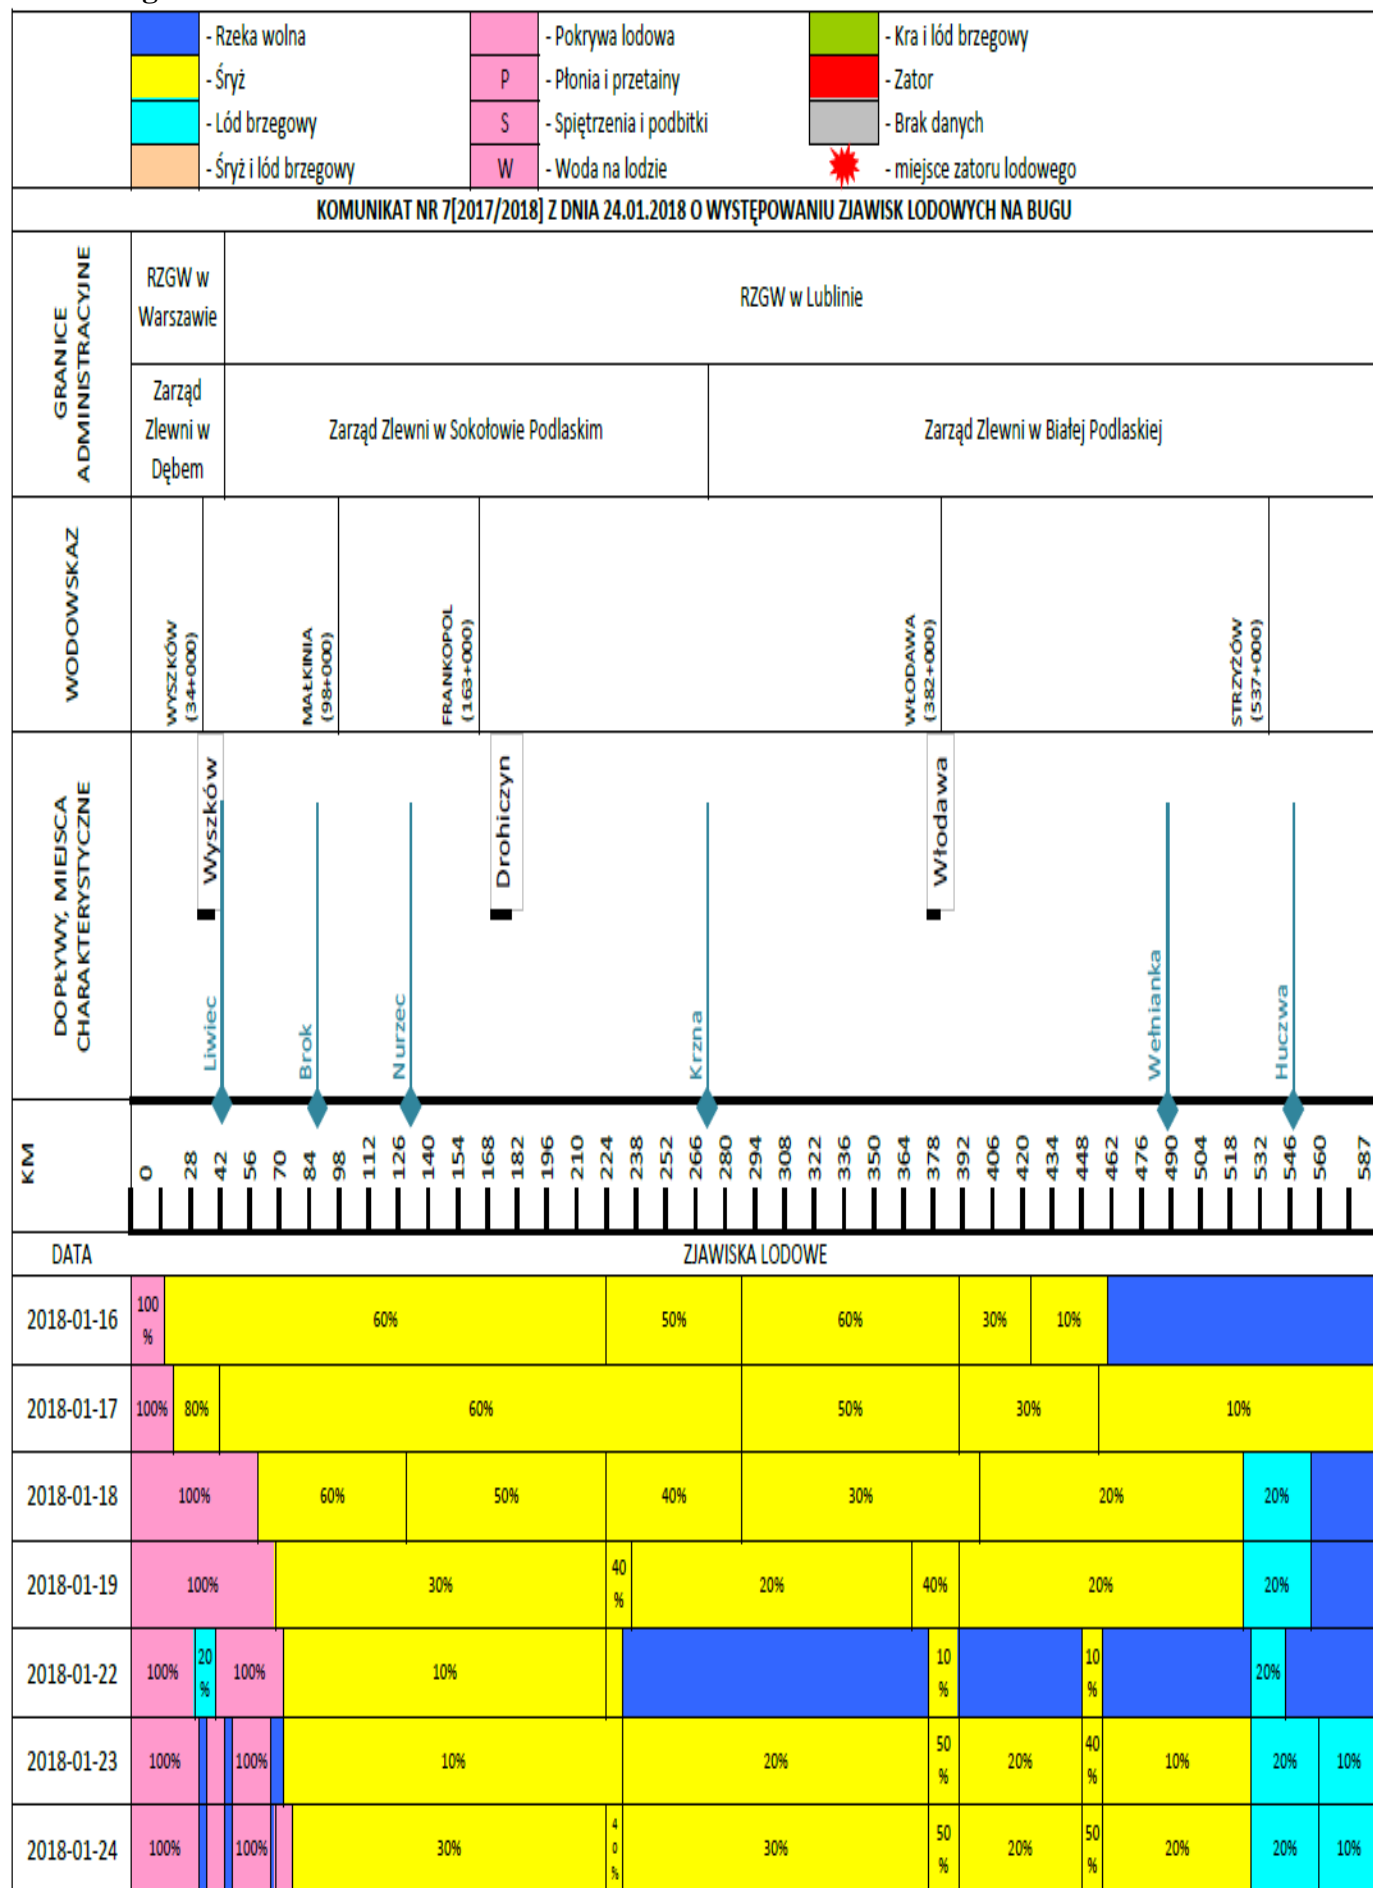 - Rzeka wolna
- Pokrywa lodowa
- Kra i lód brzegowy
- Śryż
P
- Płonia i przetainy
- Zator
- Lód brzegowy
S
- Spiętrzenia i podbitki
- Brak danych
- Śryż i lód brzegowy
W
- Woda na lodzie
- miejsce zatoru lodowego
KOMUNIKAT NR 7[2017/2018] Z DNIA 24.01.2018 O WYSTĘPOWANIU ZJAWISK LODOWYCH NA BUGU
GRANICE
ADMINISTRACYJNE
RZGW w
Warszawie
RZGW w Lublinie
Zarząd
Zlewni w
Dębem
Zarząd Zlewni w Sokołowie Podlaskim
Zarząd Zlewni w Białej Podlaskiej
WODOWSKAZ
WYSZKÓW
(34+000)
MAŁKINIA
(98+000)
FRANKOPOL
(163+000)
WŁODAWA
(382+000)
STRZYŻÓW
(537+000)
DOPŁYWY, MIEJSCA
CHARAKTERYSTYCZNE
Wyszków
Drohiczyn
Włodawa
Liwiec
Brok
Nurzec
Krzna
Wełnianka
Huczwa
KM
0 28 42 56 70 84 98 112 126 140 154 168 182 196 210 224 238 252 266 280 294 308 322 336 350 364 378 392 406 420 434 448 462 476 490 504 518 532 546 560 587
DATA
ZJAWISKA LODOWE
2018-01-16
100
%
60%
50%
60%
30%
10%
2018-01-17
100%
80%
60%
50%
30%
10%
2018-01-18
100%
60%
50%
40%
30%
20%
20%
2018-01-19
100%
30%
40
%
20%
40%
20%
20%
2018-01-22
100%
20
%
100%
10%
10
%
10
%
20%
2018-01-23
100%
100%
10%
20%
50
%
20%
40
%
10%
20%
10%
2018-01-24
100%
100%
30%
4
0
%
30%
50
%
20%
50
%
20%
20%
10%